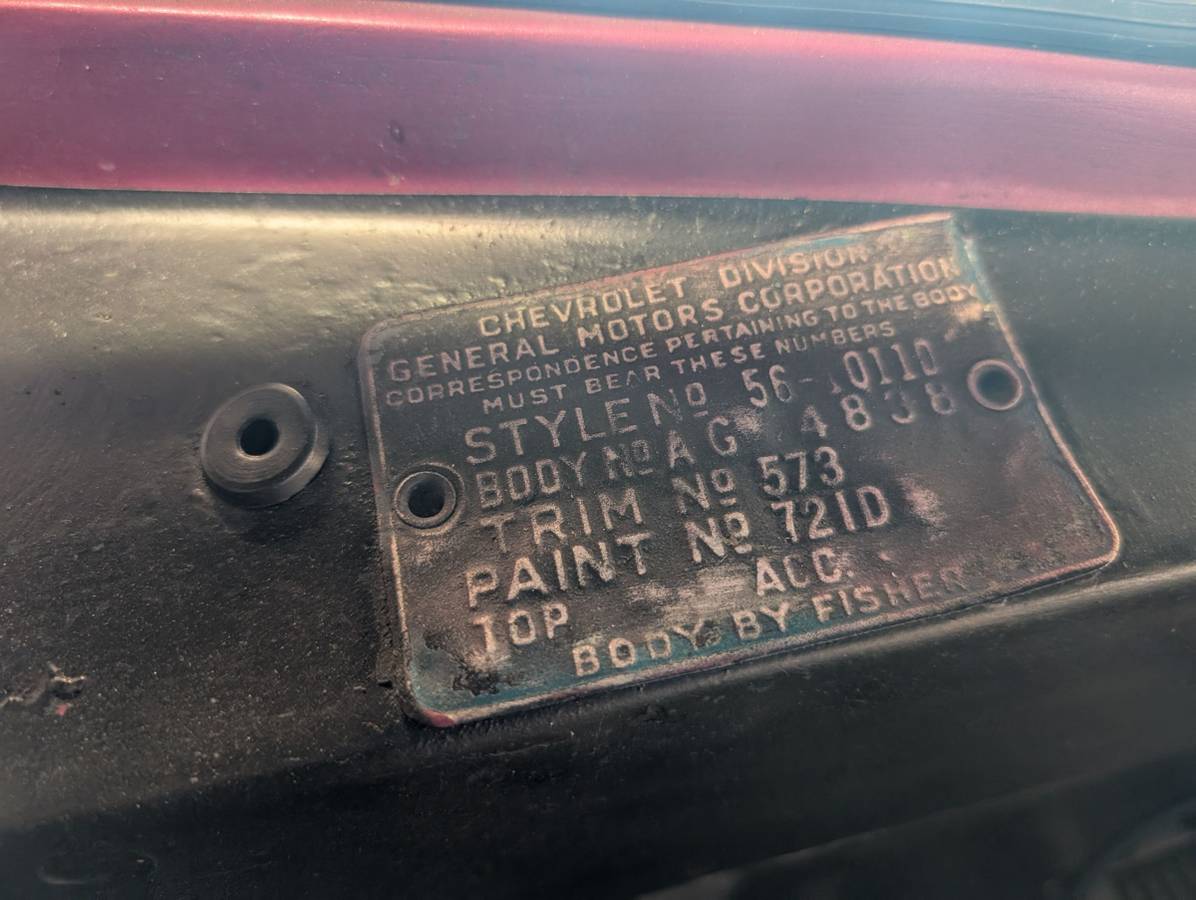 CHEVROLET DIVISION
GENERAL MOTORS CORPORATION
CORRESPONDENCE PERTAINING TO THE BODY
MUST BEAR THESE NUMBERS
STYLE Nº 56-1011D
BODY Nº AG 4838
TRIM Nº 573
PAINT Nº 721D
TOP ACC.
BODY BY FISHER